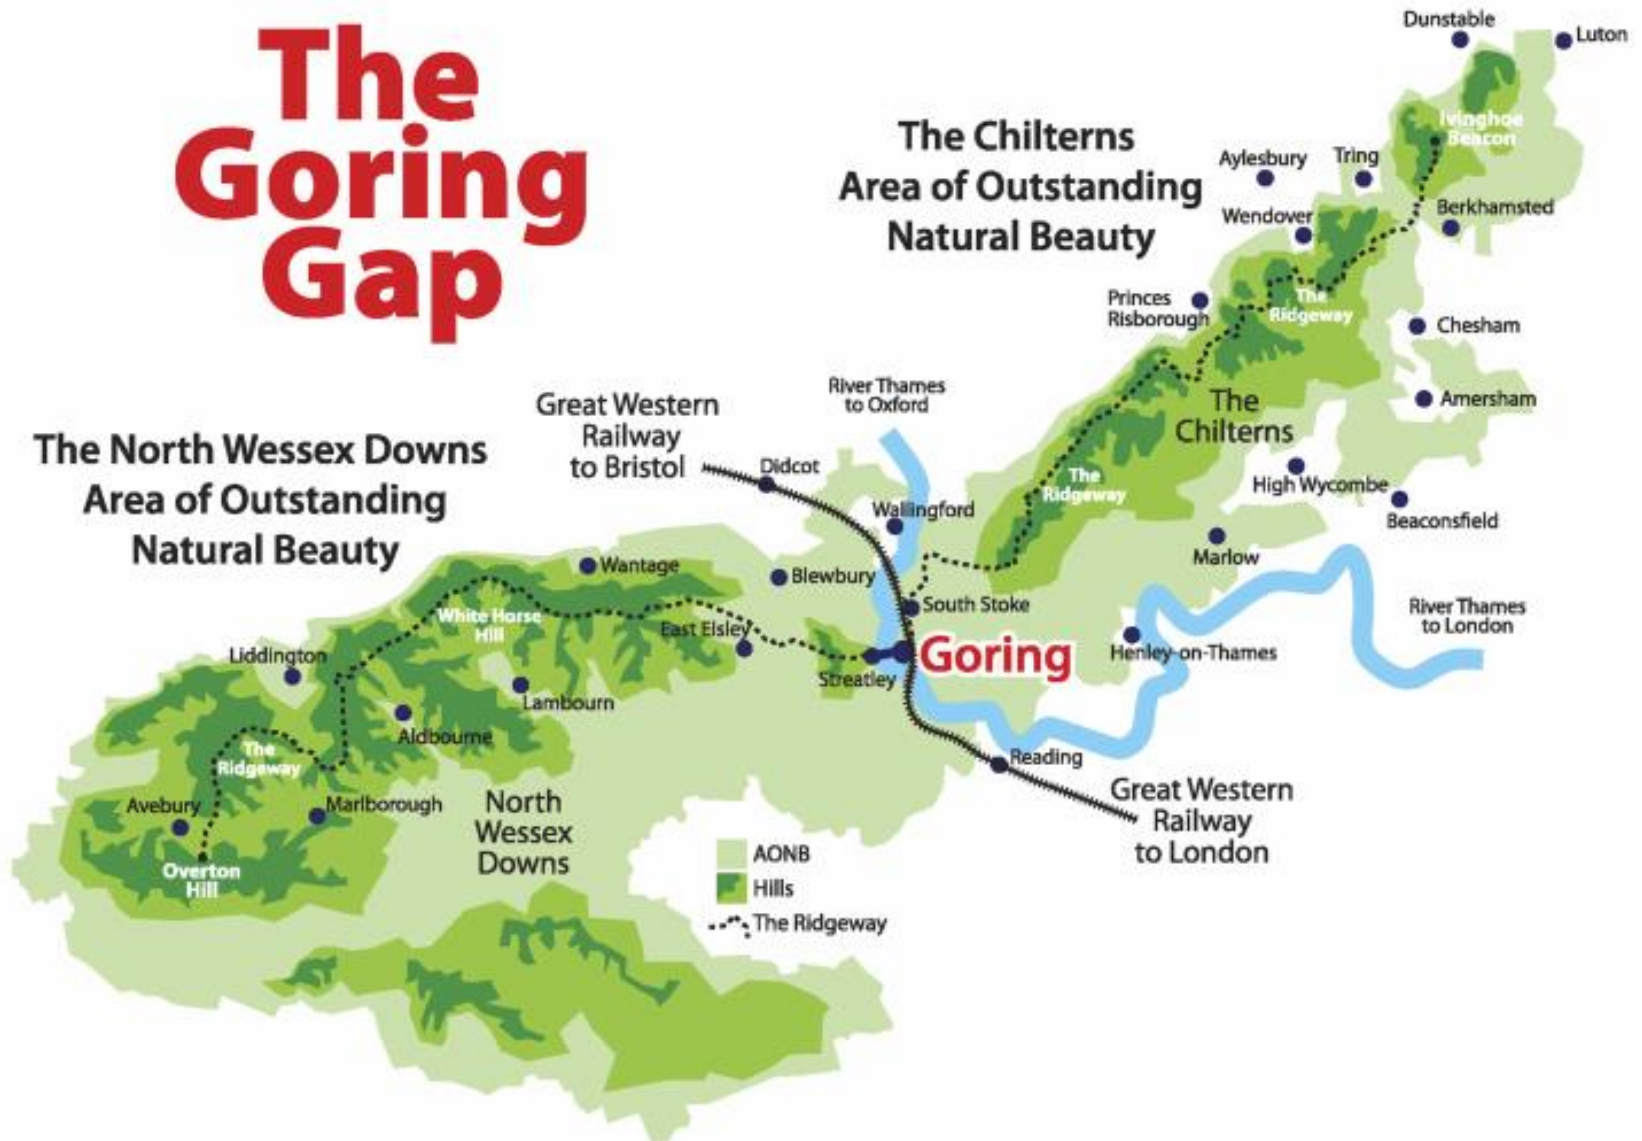 The
Goring
Gap
Dunstable
Luton
The Chilterns
Area of Outstanding
Natural Beauty
Ivinghoe
Beacon
Aylesbury
Tring
Wendover
Berkhamsted
Princes
Risborough
The
Ridgeway
Chesham
The
Chilterns
Amersham
River Thames
to Oxford
Great Western
Railway
to Bristol
Didcot
The North Wessex Downs
Area of Outstanding
Natural Beauty
The
Ridgeway
High Wycombe
Beaconsfield
Wallingford
Marlow
Wantage
Blewbury
South Stoke
White Horse
Hill
East Elsley
River Thames
to London
Goring
Henley-on-Thames
Liddington
Streatley
Lambourn
Aldbourne
The
Ridgeway
Reading
Avebury
Marlborough
North
Wessex
Downs
Great Western
Railway
to London
Overton
Hill
AONB
Hills
The Ridgeway